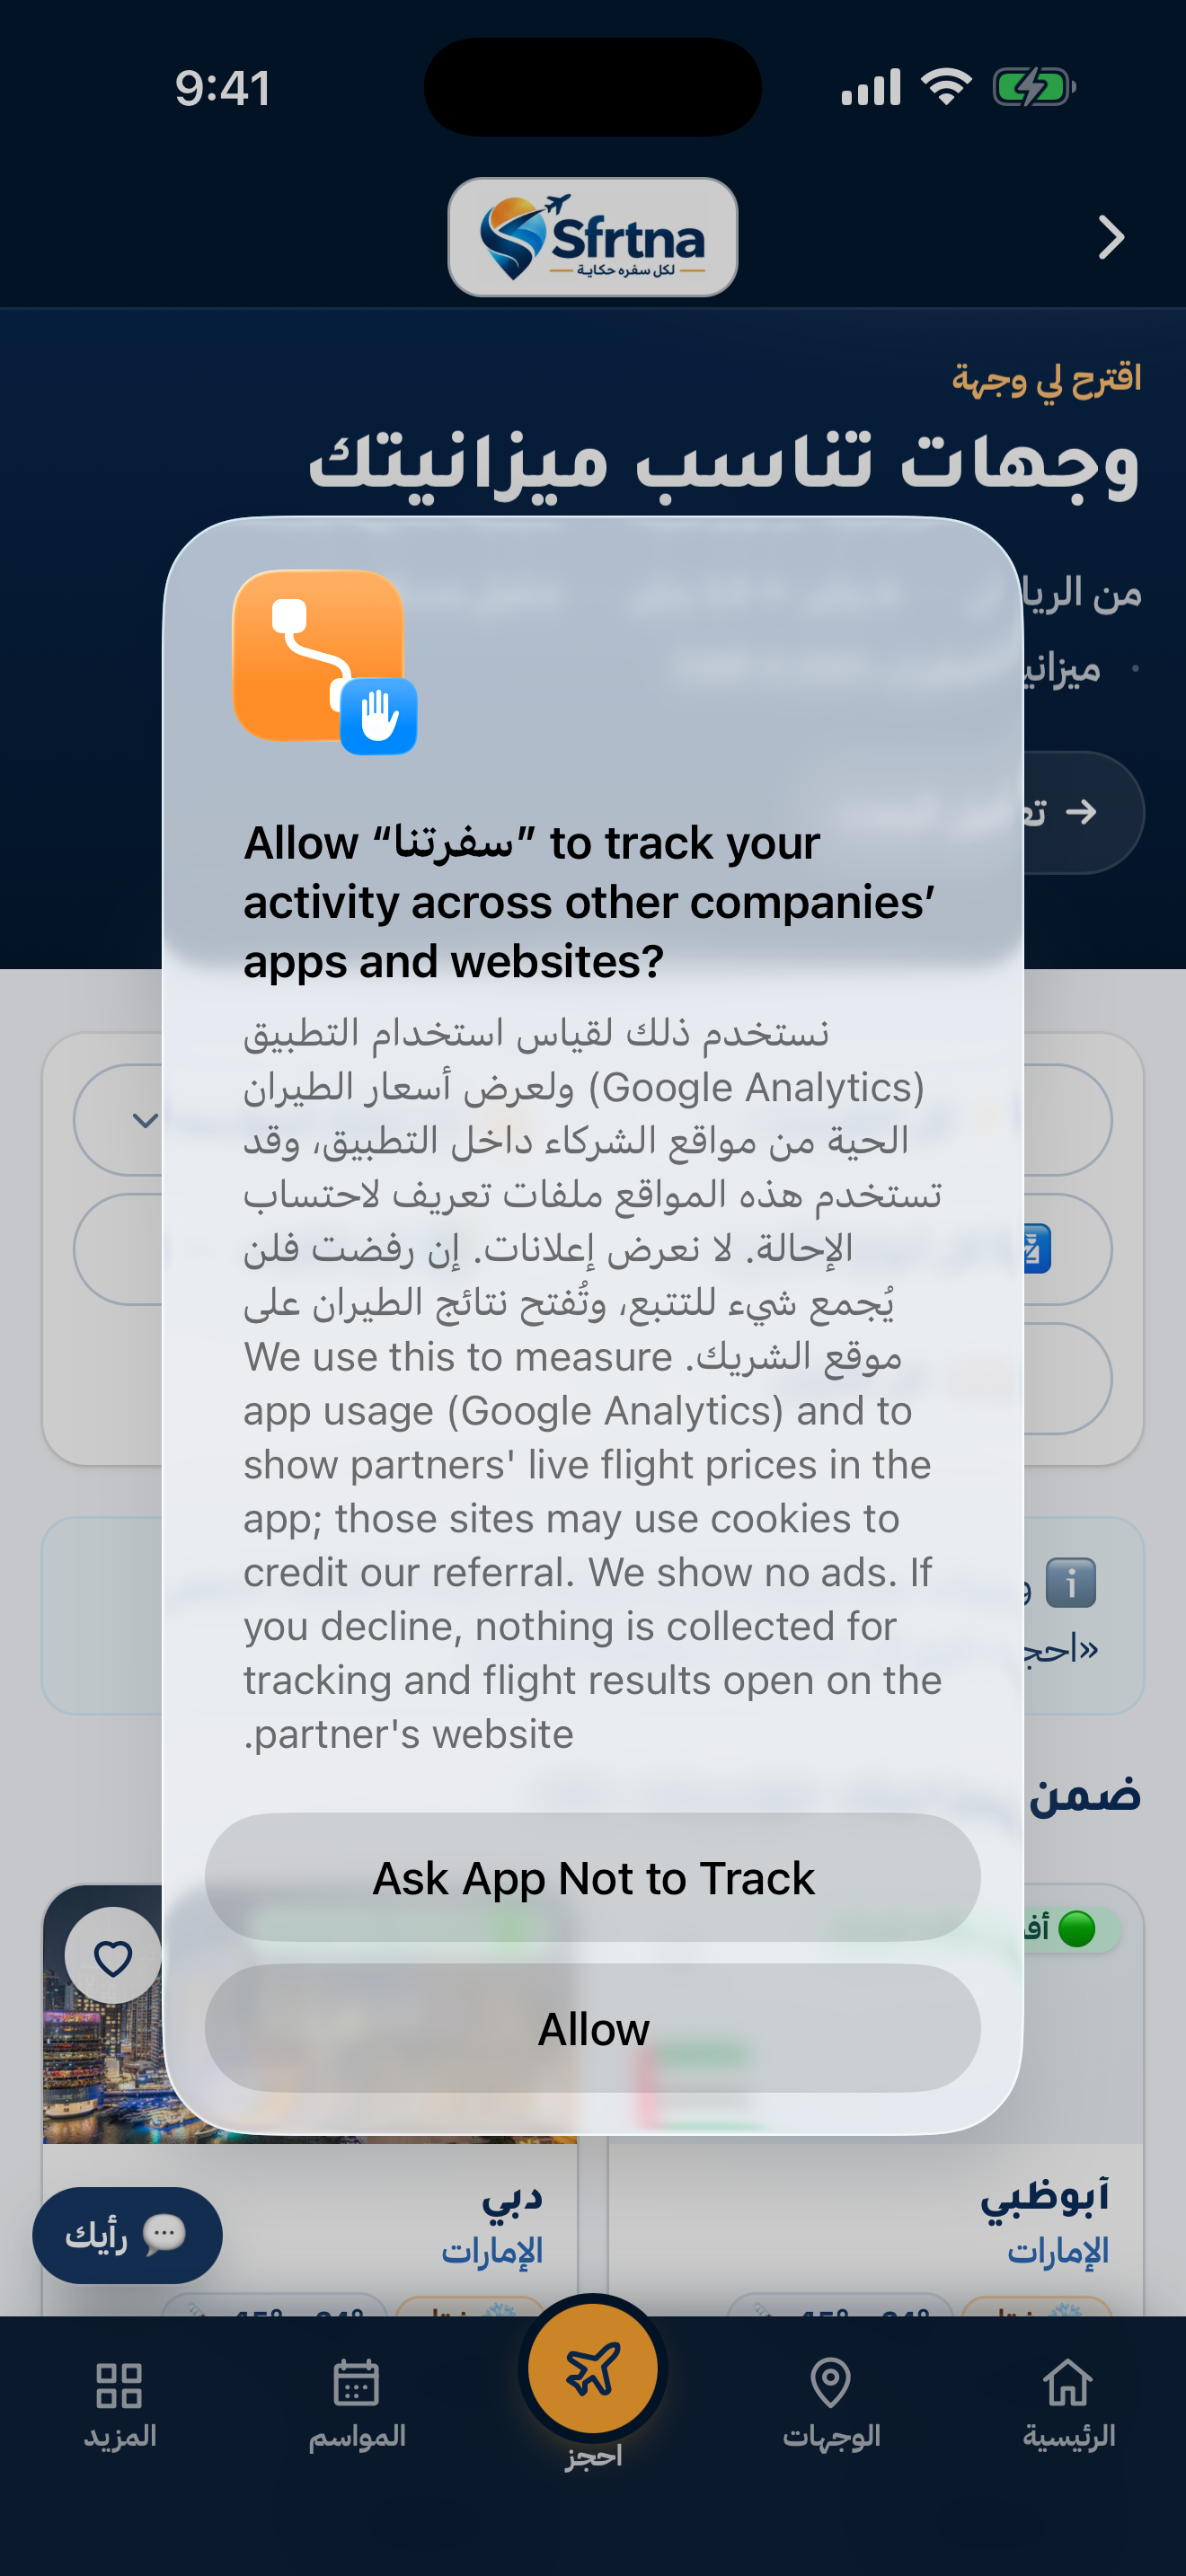 9:41
Sfrtna
لكل سفره حكاية
اقترح لي وجهة
وجهات تناسب ميزانيتك
من الريا
· ميزاني
Allow “سفرتنا” to track your
activity across other companies’
apps and websites?
نستخدم ذلك لقياس استخدام التطبيق
(Google Analytics) ولعرض أسعار الطيران
الحية من مواقع الشركاء داخل التطبيق، وقد
تستخدم هذه المواقع ملفات تعريف لاحتساب
الإحالة. لا نعرض إعلانات. إن رفضت فلن
يُجمع شيء للتتبع، وتُفتح نتائج الطيران على
موقع الشريك. We use this to measure
app usage (Google Analytics) and to
show partners' live flight prices in the
app; those sites may use cookies to
credit our referral. We show no ads. If
you decline, nothing is collected for
tracking and flight results open on the
partner's website.
«احجز
ضمن
Ask App Not to Track
Allow
أبوظبي
الإمارات
دبي
الإمارات
رأيك
الرئيسية
الوجهات
احجز
المواسم
المزيد